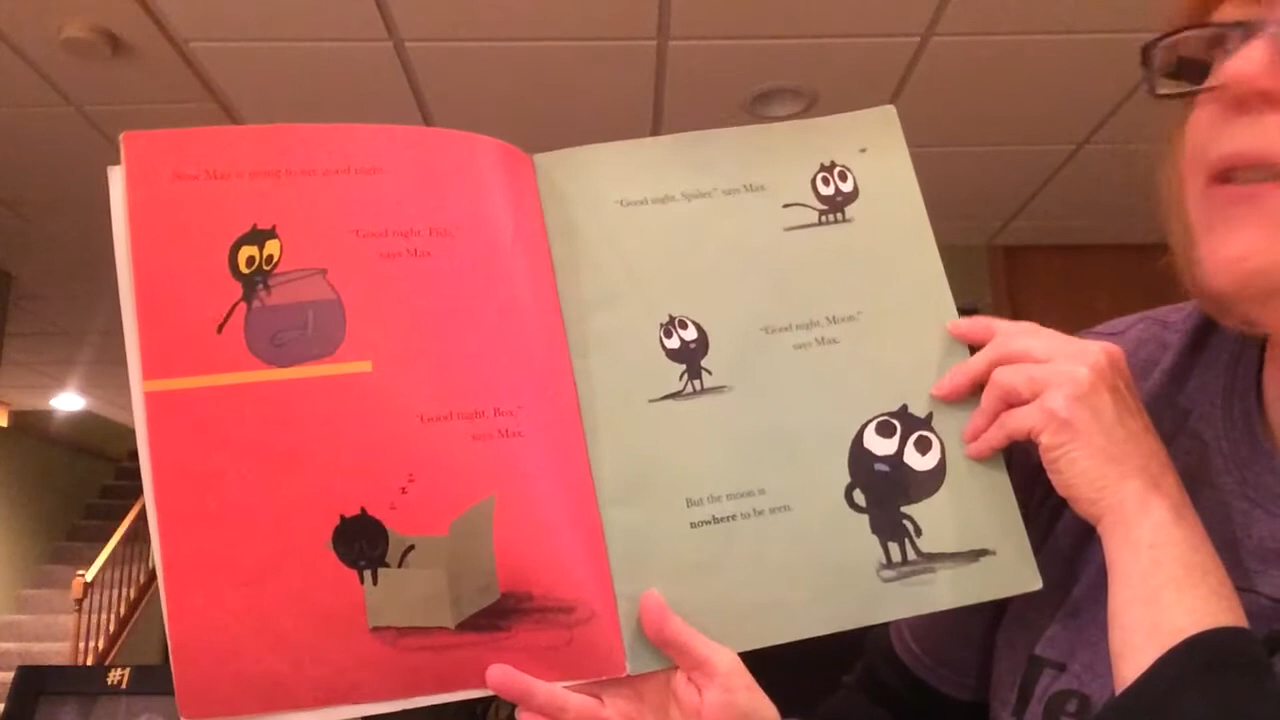 Now Max is going to say good night.
"Good night, Fish,"
says Max.
"Good night, Box,"
says Max.
z z z
"Good night, Spider," says Max.
"Good night, Moon,"
says Max.
But the moon is
nowhere to be seen.
#1
Te